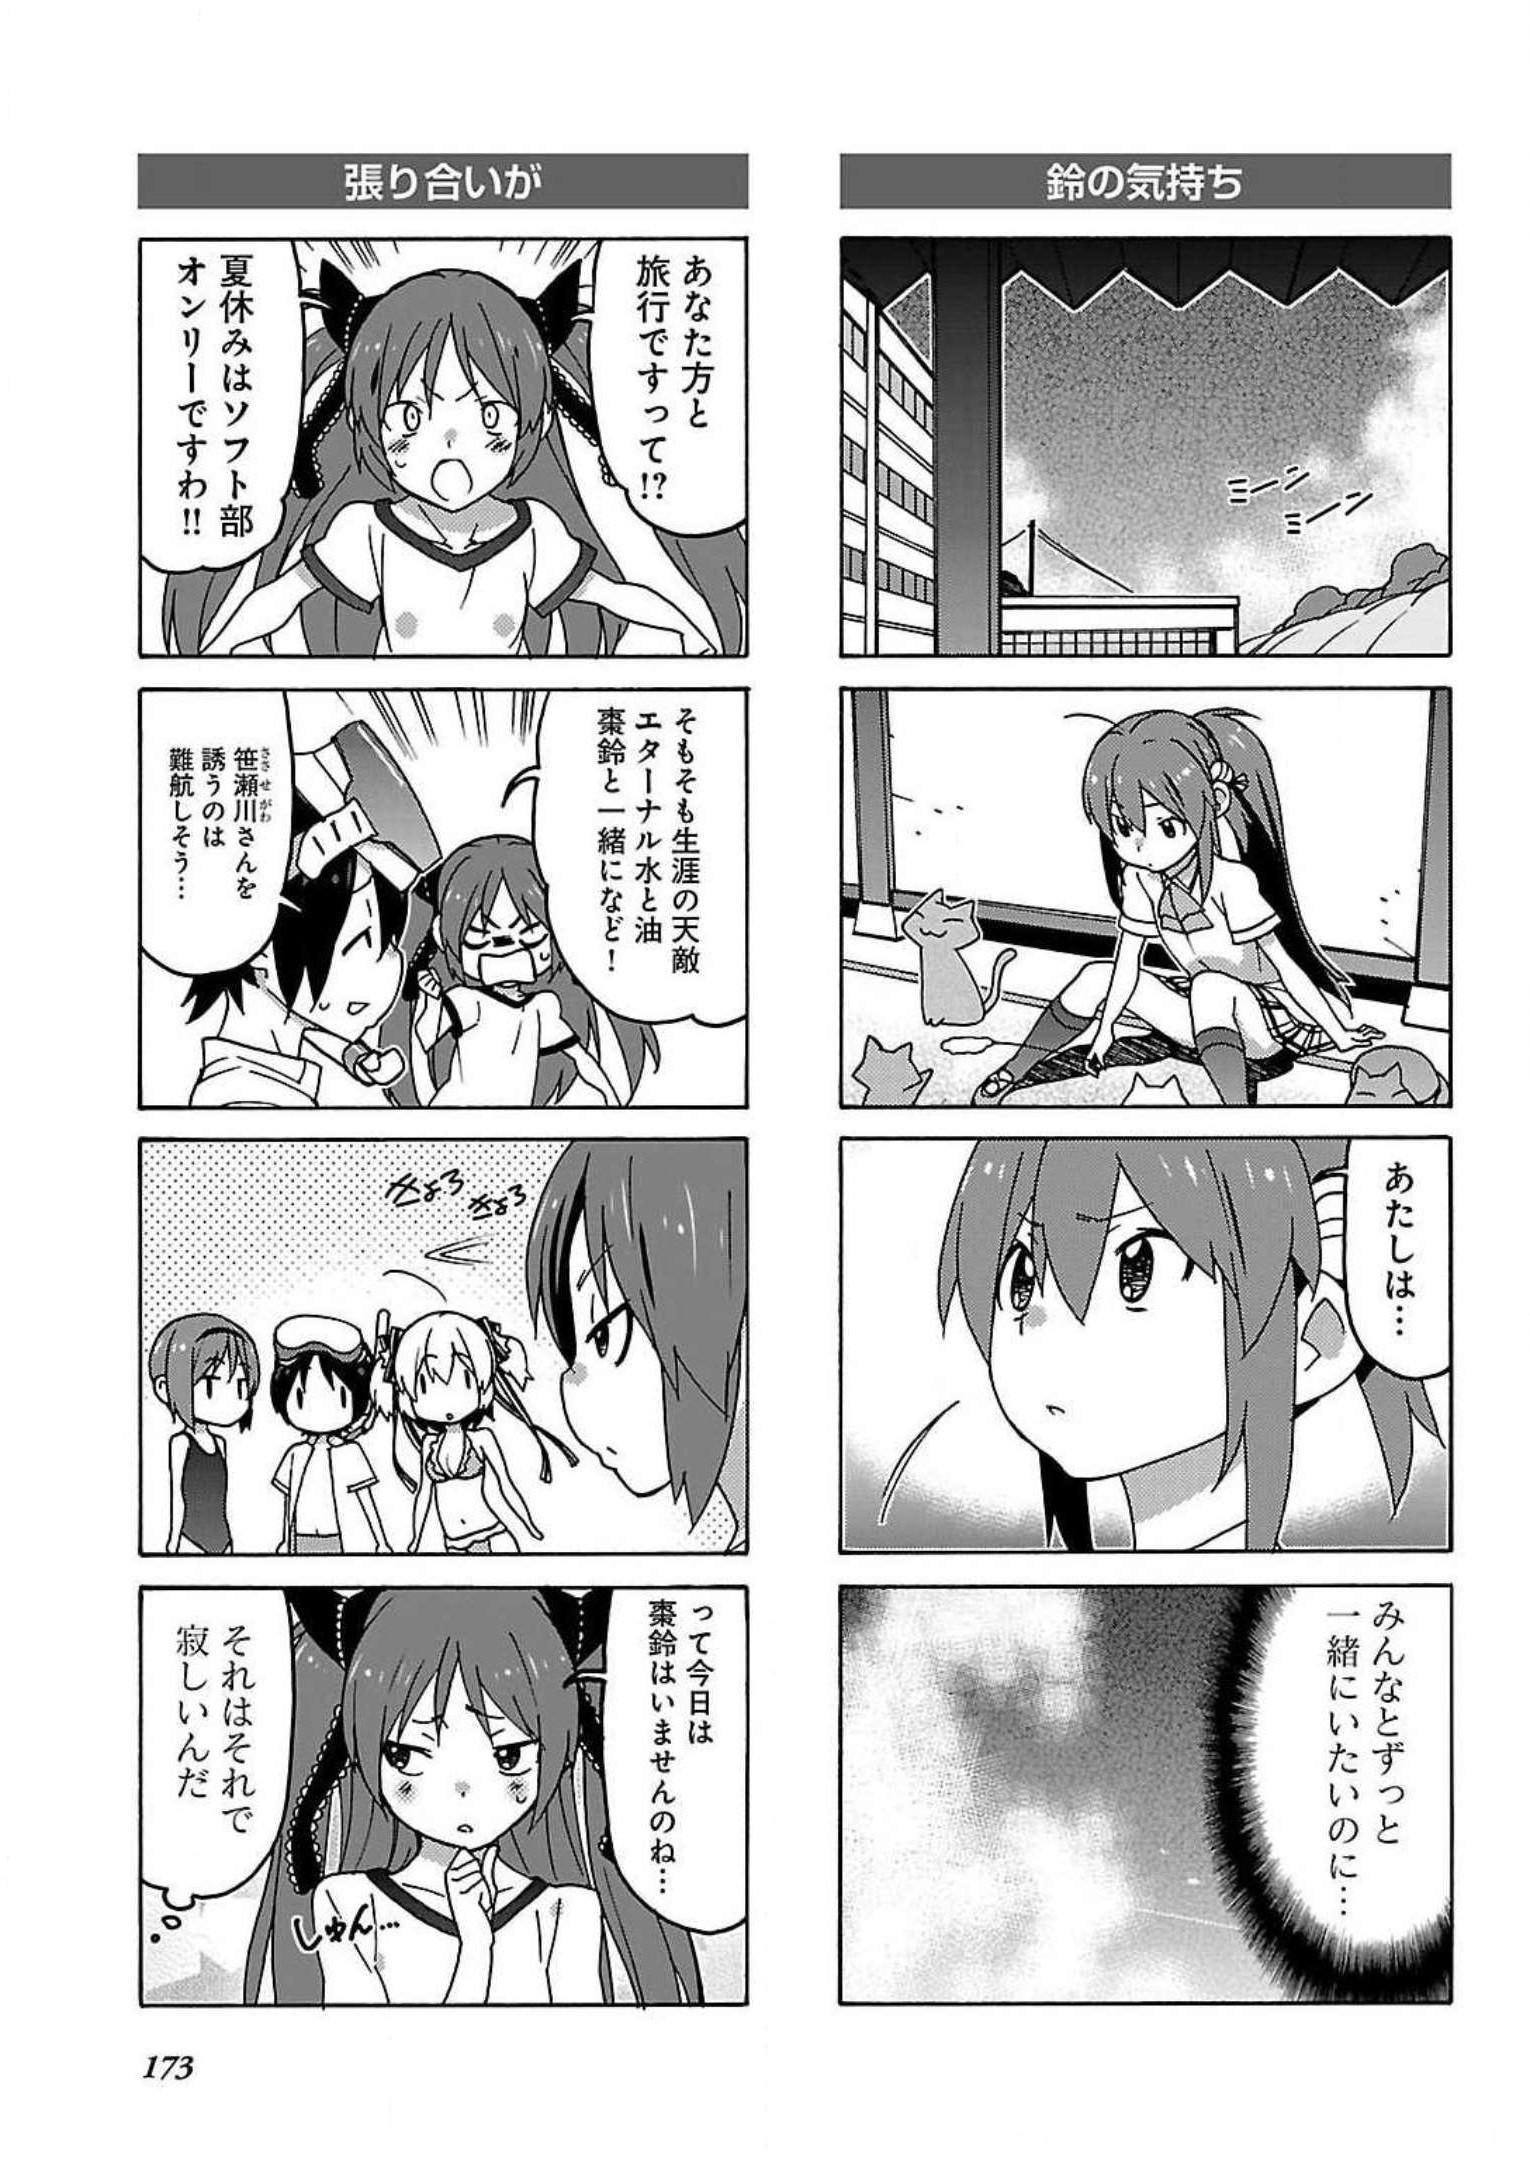 鈴の気持ち
ミーン
ミーン
あたしは…
みんなとずっと
一緒にいたいのに…
張り合いが
あなた方と
旅行ですって!?
夏休みはソフト部
オンリーですわ!!
そもそも生涯の天敵
エターナル水と油
棗鈴と一緒になど!
笹瀬川さんを
ささせがわ
誘うのは
難航しそう…
きょろ
きょろ
って今日は
棗鈴はいませんのね…
しゅん…
それはそれで
寂しいんだ
173